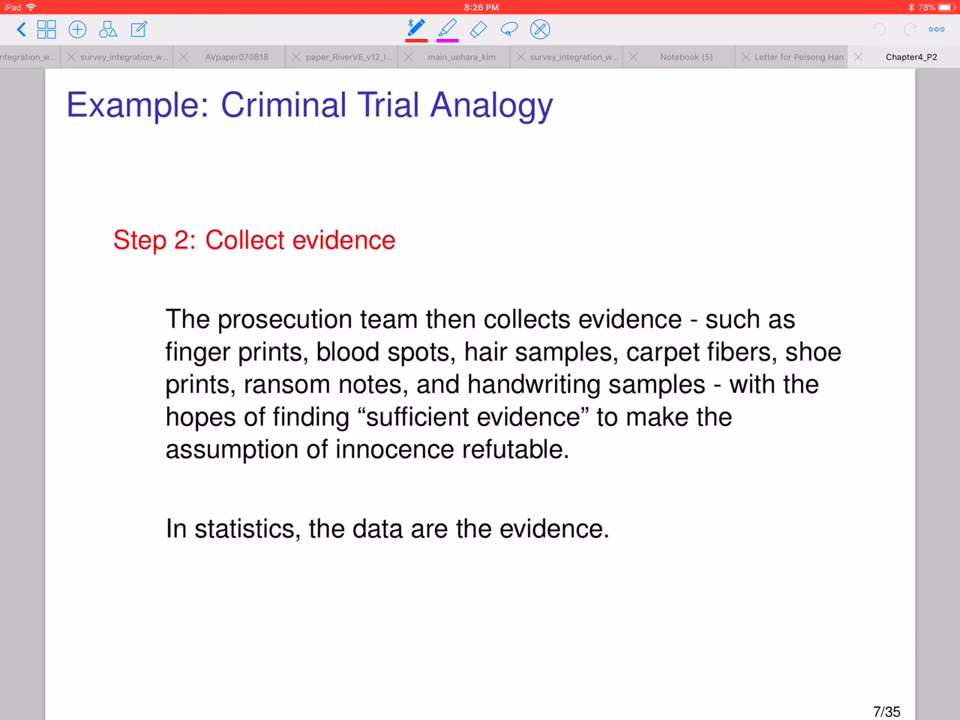 iPad 8:26 PM 78%
ntegration_w... survey_integration_w... AVpaper070818 paper_RiverVE_v12_I... main_uehara_kim survey_integration_w... Notebook (5) Letter for Peisong Han Chapter4_P2
Example: Criminal Trial Analogy
Step 2: Collect evidence
The prosecution team then collects evidence - such as
finger prints, blood spots, hair samples, carpet fibers, shoe
prints, ransom notes, and handwriting samples - with the
hopes of finding “sufficient evidence” to make the
assumption of innocence refutable.
In statistics, the data are the evidence.
7/35